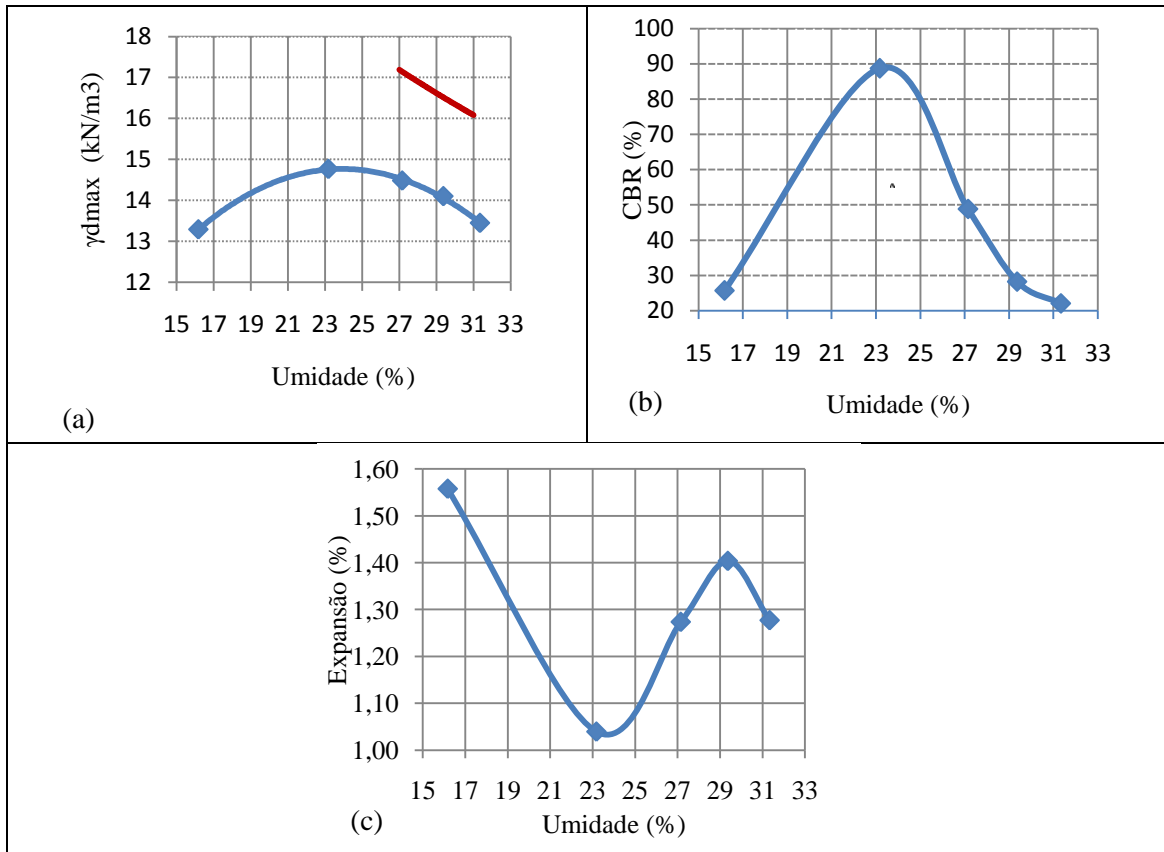 18
17
16
15
14
13
12
γdmax (kN/m3)
15 17 19 21 23 25 27 29 31 33
Umidade (%)
(a)
100
90
80
70
60
50
40
30
20
CBR (%)
15 17 19 21 23 25 27 29 31 33
Umidade (%)
(b)
1,60
1,50
1,40
1,30
1,20
1,10
1,00
Expansão (%)
15 17 19 21 23 25 27 29 31 33
Umidade (%)
(c)